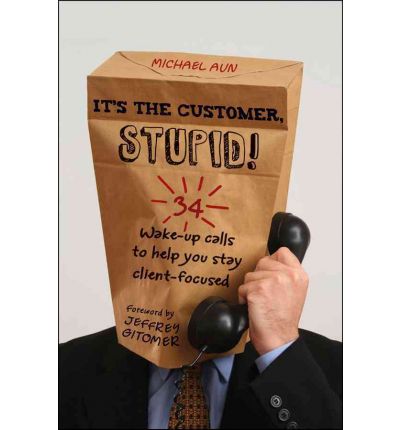 MICHAEL AUN
IT'S THE CUSTOMER,
STUPID!
34
Wake-up calls
to help you stay
client-focused
Foreword by
JEFFREY
GITOMER